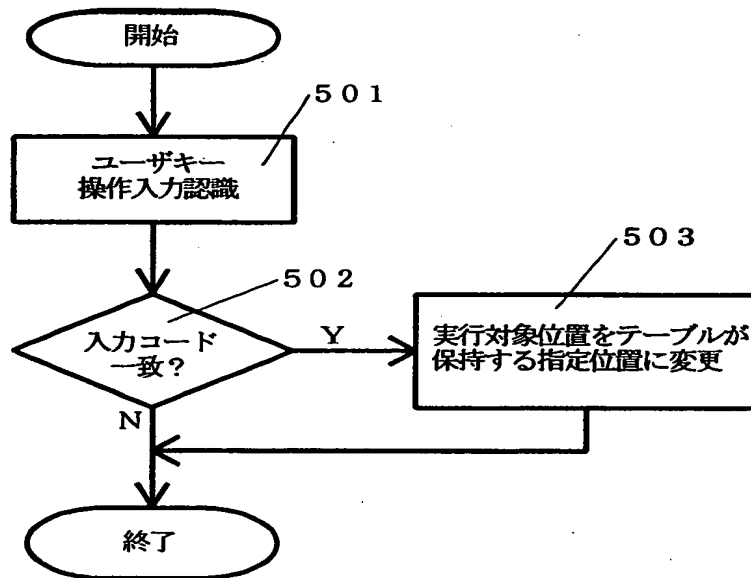 開始
５０１
ユーザキー
操作入力認識
５０３
５０２
入力コード
一致？
Y
実行対象位置をテーブルが
保持する指定位置に変更
N
終了